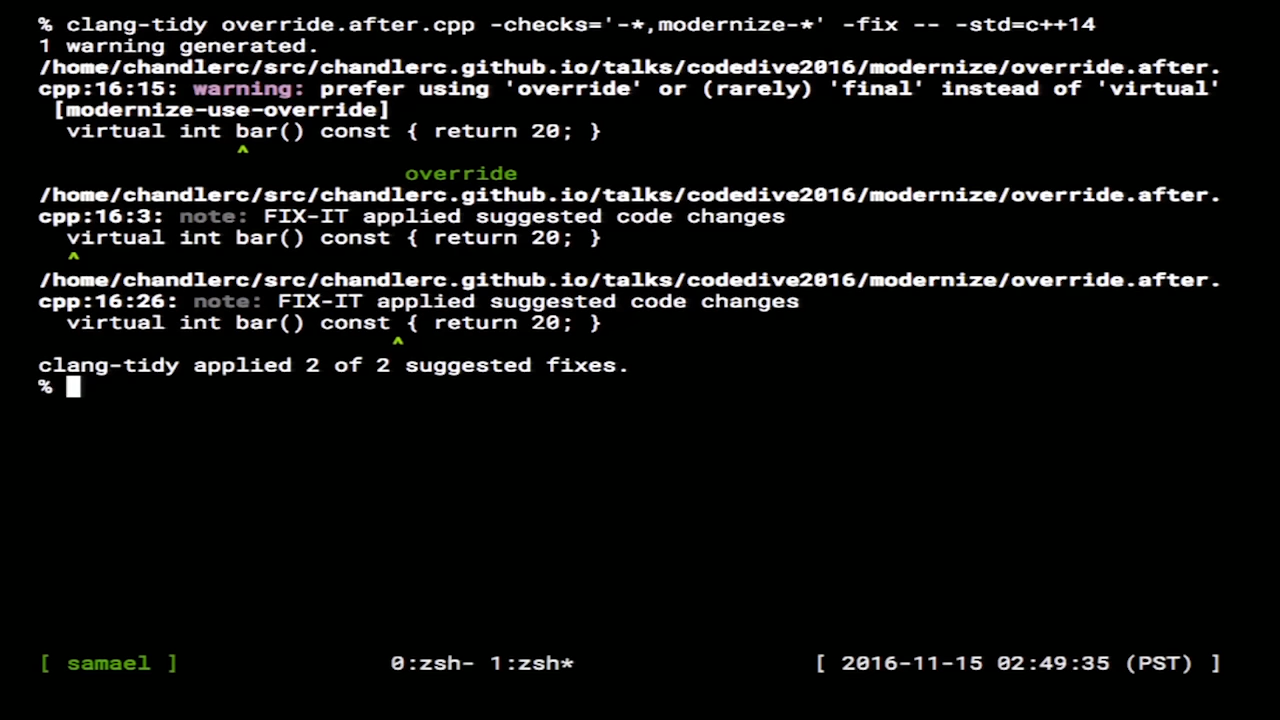 % clang-tidy override.after.cpp -checks='-*,modernize-*' -fix -- -std=c++14
1 warning generated.
/home/chandlerc/src/chandlerc.github.io/talks/codedive2016/modernize/override.after.
cpp:16:15: warning: prefer using 'override' or (rarely) 'final' instead of 'virtual'
[modernize-use-override]
virtual int bar() const { return 20; }
^
override
/home/chandlerc/src/chandlerc.github.io/talks/codedive2016/modernize/override.after.
cpp:16:3: note: FIX-IT applied suggested code changes
virtual int bar() const { return 20; }
^
/home/chandlerc/src/chandlerc.github.io/talks/codedive2016/modernize/override.after.
cpp:16:26: note: FIX-IT applied suggested code changes
virtual int bar() const { return 20; }
^
clang-tidy applied 2 of 2 suggested fixes.
%
[ samael ] 0:zsh- 1:zsh* [ 2016-11-15 02:49:35 (PST) ]